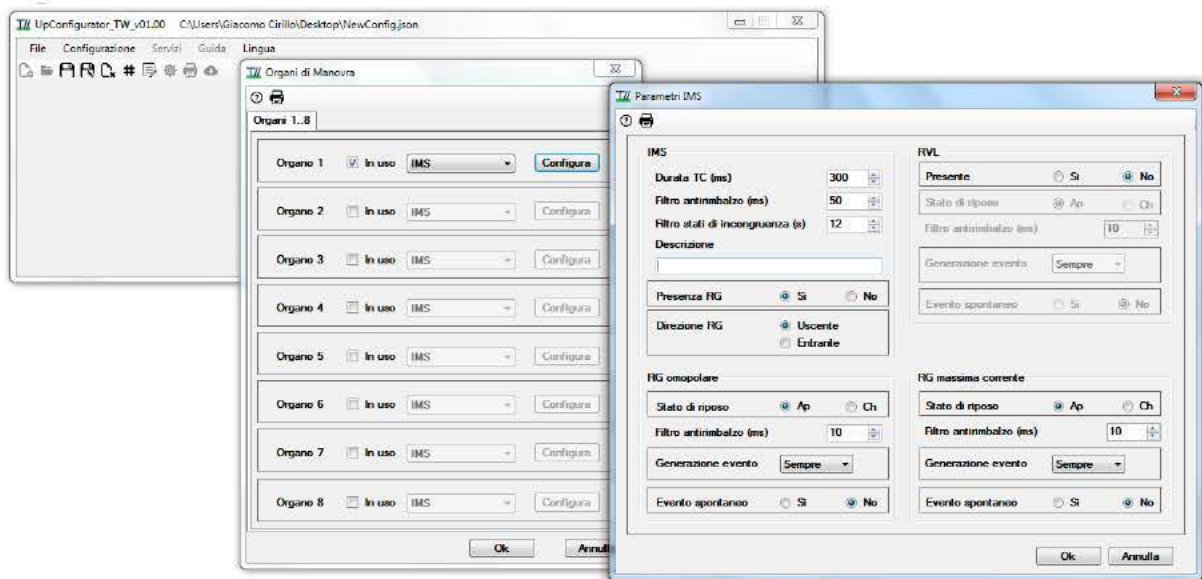 UpConfigurator_TW_v01.00 C:\Users\Giacomo Cirillo\Desktop\NewConfig.json
File Configurazione Servizi Guida Lingua
Organi di Manovra
Organi 1..8
Organo 1 In uso IMS Configura
Organo 2 In uso IMS Configura
Organo 3 In uso IMS Configura
Organo 4 In uso IMS Configura
Organo 5 In uso IMS Configura
Organo 6 In uso IMS Configura
Organo 7 In uso IMS Configura
Organo 8 In uso IMS Configura
Ok Annull
Parametri IMS
IMS
Durata TC (ms) 300
Filtro antirimbalzo (ms) 50
Filtro stati di incongruenza (s) 12
Descrizione
Presenza RG Si No
Direzione RG Uscente
Entrante
RVL
Presente Si No
Stato di riposo Ap Ch
Filtro antirimbalzo (ms) 10
Generazione evento Sempre
Evento spontaneo Si No
RG omopolare
Stato di riposo Ap Ch
Filtro antirimbalzo (ms) 10
Generazione evento Sempre
Evento spontaneo Si No
RG massima corrente
Stato di riposo Ap Ch
Filtro antirimbalzo (ms) 10
Generazione evento Sempre
Evento spontaneo Si No
Ok Annulla